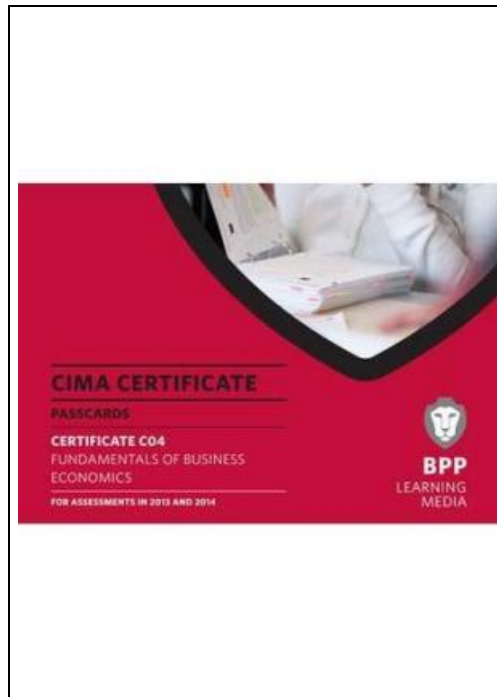 CIMA CERTIFICATE
PASSCARDS
CERTIFICATE C04
FUNDAMENTALS OF BUSINESS
ECONOMICS
FOR ASSESSMENTS IN 2013 AND 2014
BPP
LEARNING
MEDIA